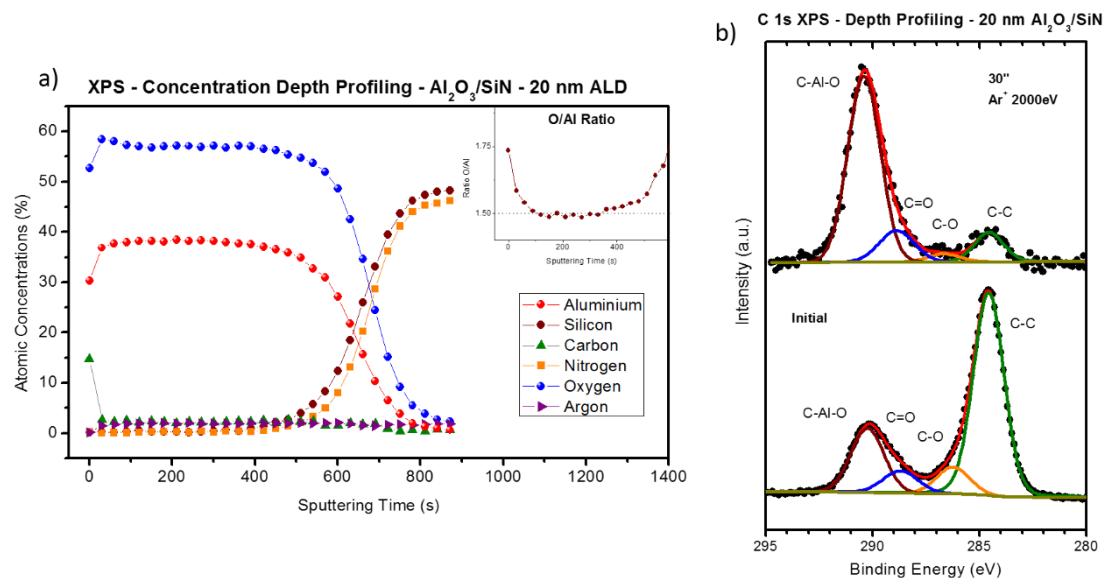 a)
XPS - Concentration Depth Profiling - Al₂O₃/SiN - 20 nm ALD
Atomic Concentrations (%)
60
50
40
30
20
10
0
0
200
400
600
800
1000
1200
1400
Sputtering Time (s)
O/Al Ratio
Ratio O/Al
1.75
1.50
0
200
400
Sputtering Time (s)
Aluminium
Silicon
Carbon
Nitrogen
Oxygen
Argon
b)
C 1s XPS - Depth Profiling - 20 nm Al₂O₃/SiN
Intensity (a.u.)
C-Al-O
30''
Ar⁺ 2000eV
C=O
C-O
C-C
Initial
C-C
C-Al-O
C=O
C-O
295
290
285
280
Binding Energy (eV)